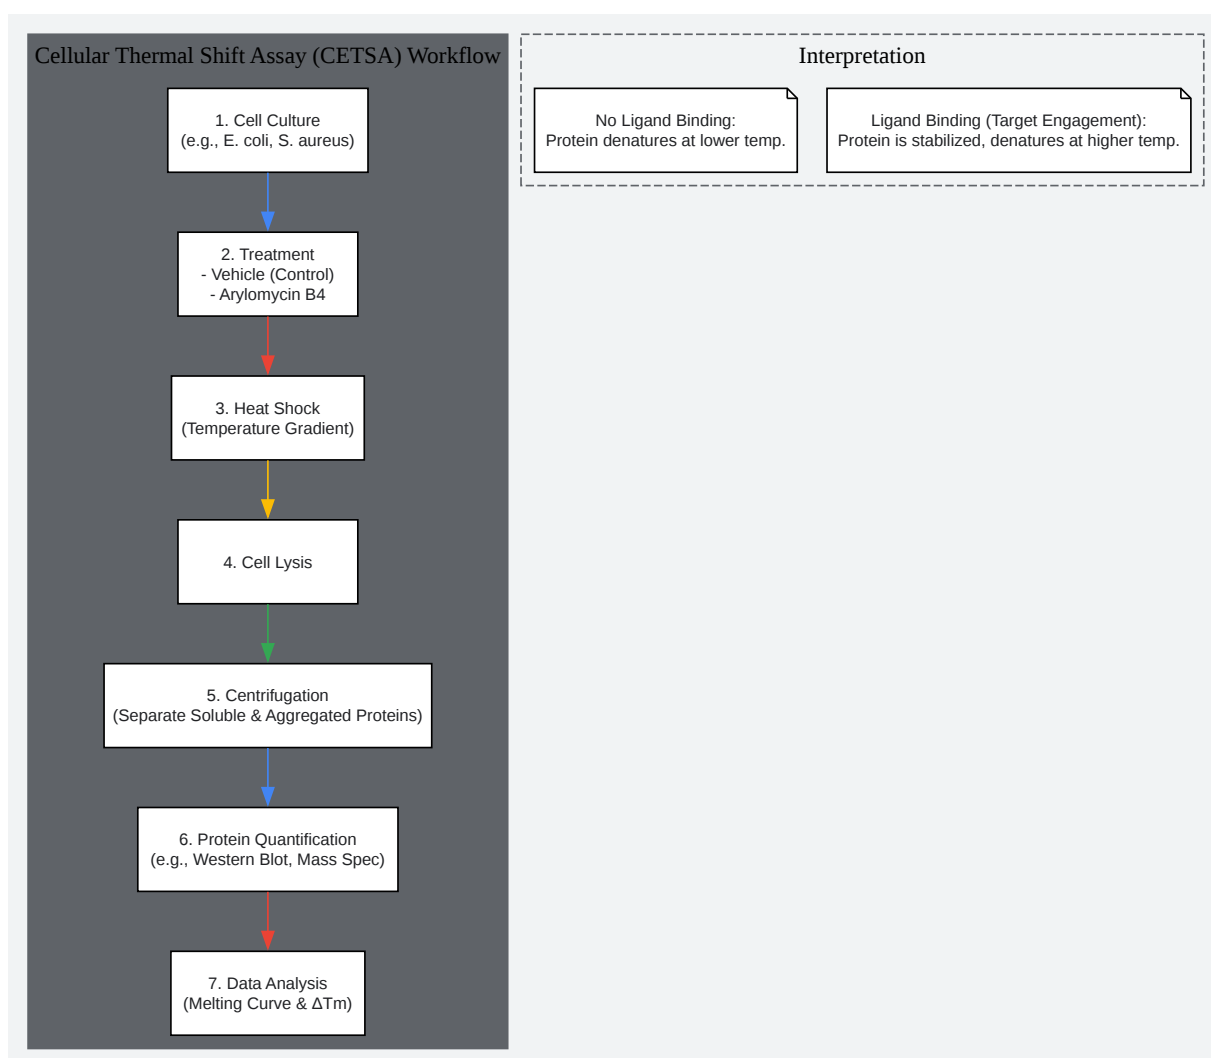 Cellular Thermal Shift Assay (CETSA) Workflow
1. Cell Culture
(e.g., E. coli, S. aureus)
2. Treatment
- Vehicle (Control)
- Arylomycin B4
3. Heat Shock
(Temperature Gradient)
4. Cell Lysis
5. Centrifugation
(Separate Soluble & Aggregated Proteins)
6. Protein Quantification
(e.g., Western Blot, Mass Spec)
7. Data Analysis
(Melting Curve & ΔTm)
Interpretation
No Ligand Binding:
Protein denatures at lower temp.
Ligand Binding (Target Engagement):
Protein is stabilized, denatures at higher temp.